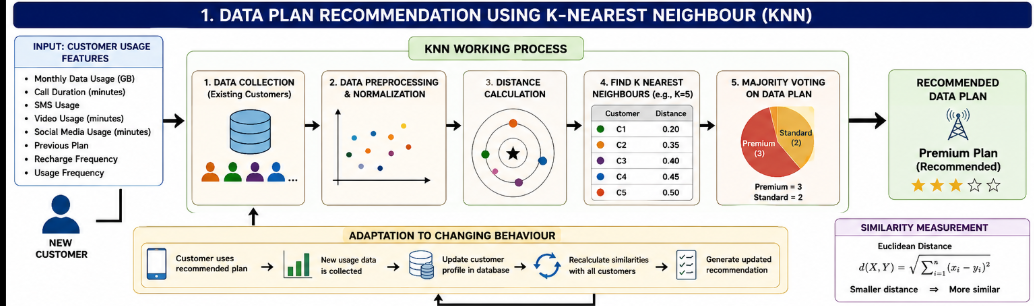 1. DATA PLAN RECOMMENDATION USING K-NEAREST NEIGHBOUR (KNN)
INPUT: CUSTOMER USAGE
FEATURES
• Monthly Data Usage (GB)
• Call Duration (minutes)
• SMS Usage
• Video Usage (minutes)
• Social Media Usage (minutes)
• Previous Plan
• Recharge Frequency
• Usage Frequency
NEW
CUSTOMER
KNN WORKING PROCESS
1. DATA COLLECTION
(Existing Customers)
...
2. DATA PREPROCESSING
& NORMALIZATION
3. DISTANCE
CALCULATION
4. FIND K NEAREST
NEIGHBOURS (e.g., K=5)
Customer Distance
C1 0.20
C2 0.35
C3 0.40
C4 0.45
C5 0.50
5. MAJORITY VOTING
ON DATA PLAN
Premium
(3)
Standard
(2)
Premium = 3
Standard = 2
RECOMMENDED
DATA PLAN
Premium Plan
(Recommended)
ADAPTATION TO CHANGING BEHAVIOUR
Customer uses
recommended plan
New usage data
is collected
Update customer
profile in database
Recalculate similarities
with all customers
Generate updated
recommendation
SIMILARITY MEASUREMENT
Euclidean Distance
d(X, Y) = √∑ⁿᵢ₌₁(xᵢ − yᵢ)²
Smaller distance ⇒ More similar